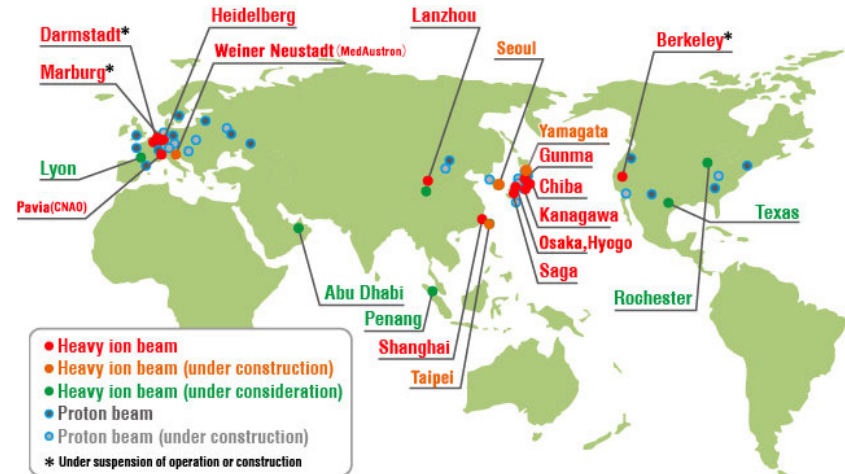 Heidelberg
Darmstadt*
Weiner Neustadt(MedAustron)
Marburg*
Lanzhou
Seoul
Berkeley*
Yamagata
Gunma
Chiba
Kanagawa
Osaka,Hyogo
Saga
Lyon
Pavia(CNAO)
Abu Dhabi
Penang
Shanghai
Taipei
Texas
Rochester
Heavy ion beam
Heavy ion beam (under construction)
Heavy ion beam (under consideration)
Proton beam
Proton beam (under construction)
* Under suspension of operation or construction